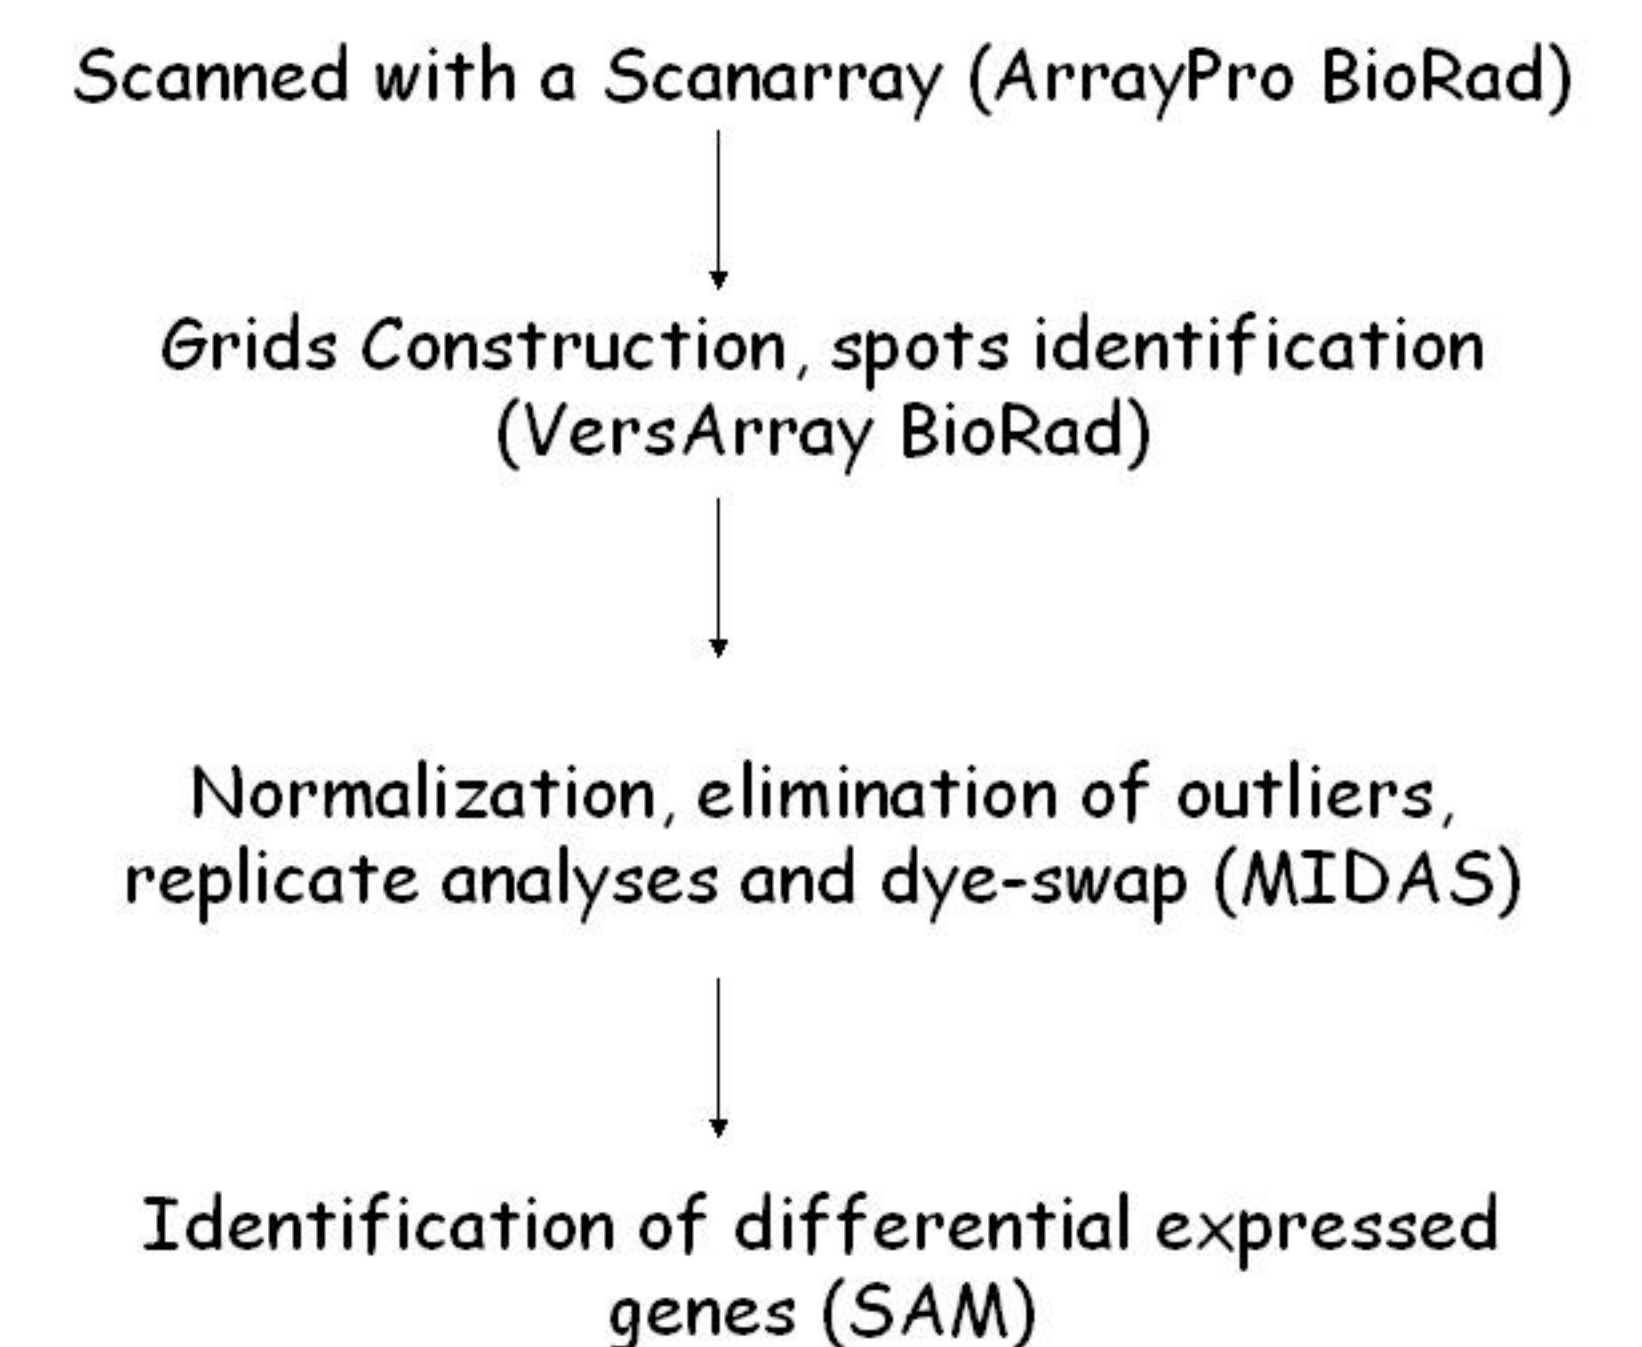 Scanned with a Scanarray (ArrayPro BioRad)
Grids Construction, spots identification
(VersArray BioRad)
Normalization, elimination of outliers,
replicate analyses and dye-swap (MIDAS)
Identification of differential expressed
genes (SAM)